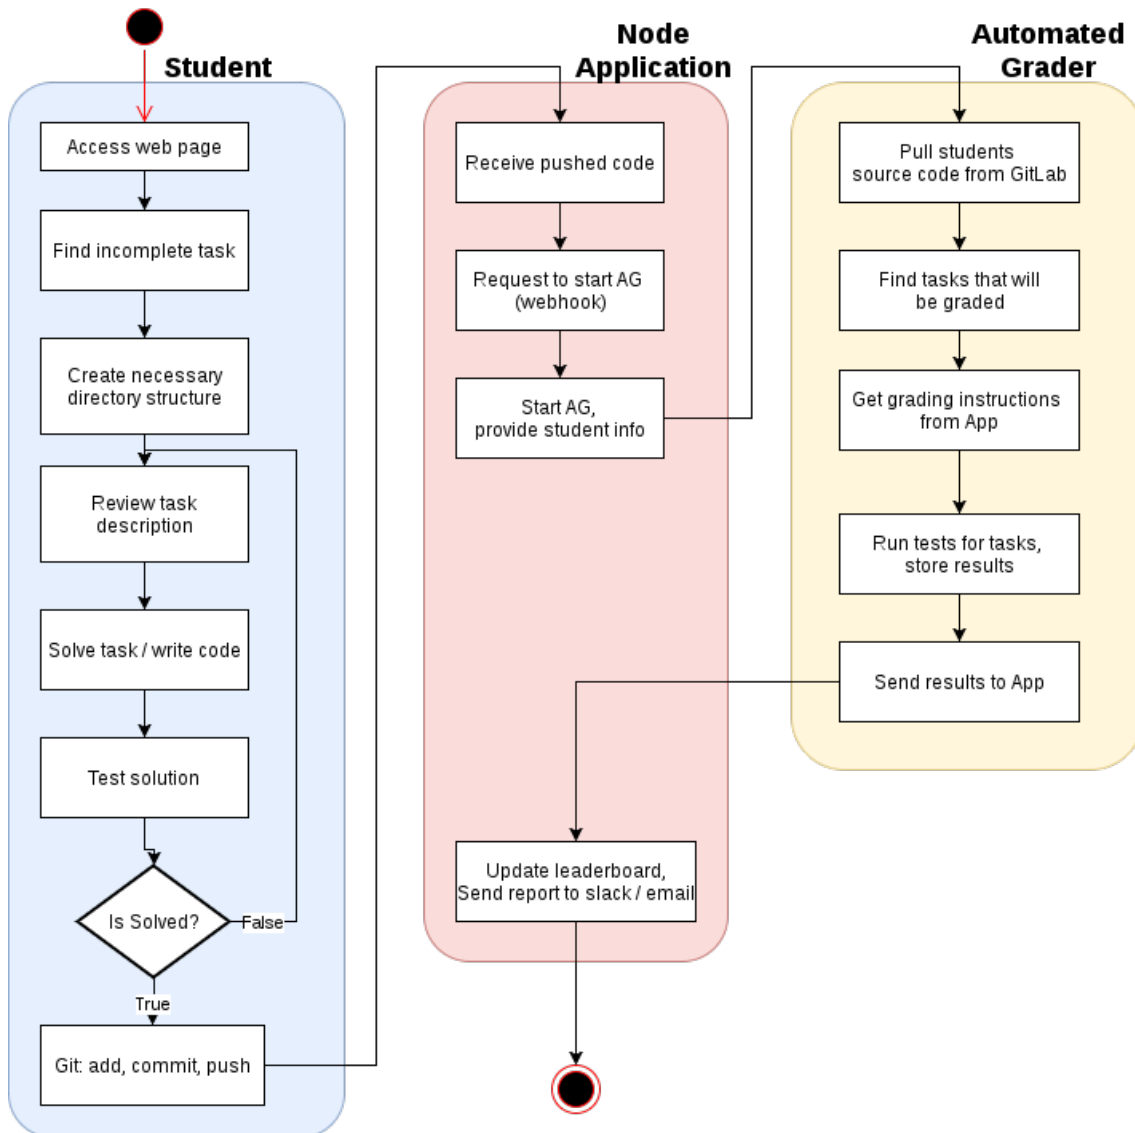 Student
Access web page
Find incomplete task
Create necessary
directory structure
Review task
description
Solve task / write code
Test solution
Is Solved?
False
True
Git: add, commit, push
Node
Application
Receive pushed code
Request to start AG
(webhook)
Start AG,
provide student info
Update leaderboard,
Send report to slack / email
Automated
Grader
Pull students
source code from GitLab
Find tasks that will
be graded
Get grading instructions
from App
Run tests for tasks,
store results
Send results to App